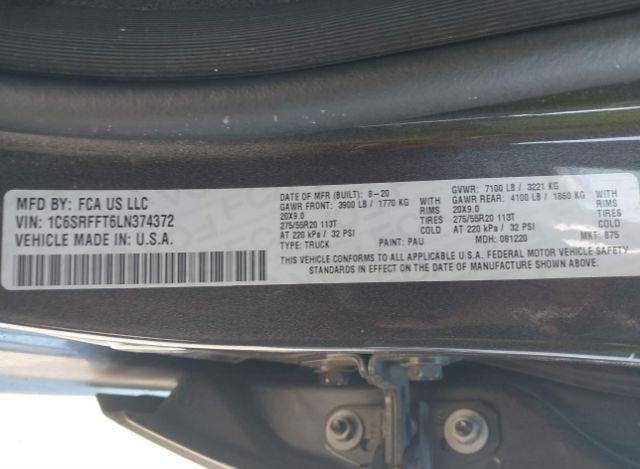 MFD BY: FCA US LLC
VIN: 1C6SRFFT6LN374372
VEHICLE MADE IN U.S.A.
DATE OF MFR (BUILT): 8-20 GVWR: 7100 LB / 3221 KG
GAWR FRONT: 3900 LB / 1770 KG WITH GAWR REAR: 4100 LB / 1860 KG WITH
20X9.0 RIMS 20X9.0 RIMS
275/55R20 113T TIRES 275/55R20 113T TIRES
AT 220 kPa / 32 PSI COLD AT 220 kPa / 32 PSI COLD
TYPE: TRUCK PAINT: PAU MDH: 081220 MKT: 875
THIS VEHICLE CONFORMS TO ALL APPLICABLE U.S.A. FEDERAL MOTOR VEHICLE SAFETY
STANDARDS IN EFFECT ON THE DATE OF MANUFACTURE SHOWN ABOVE.